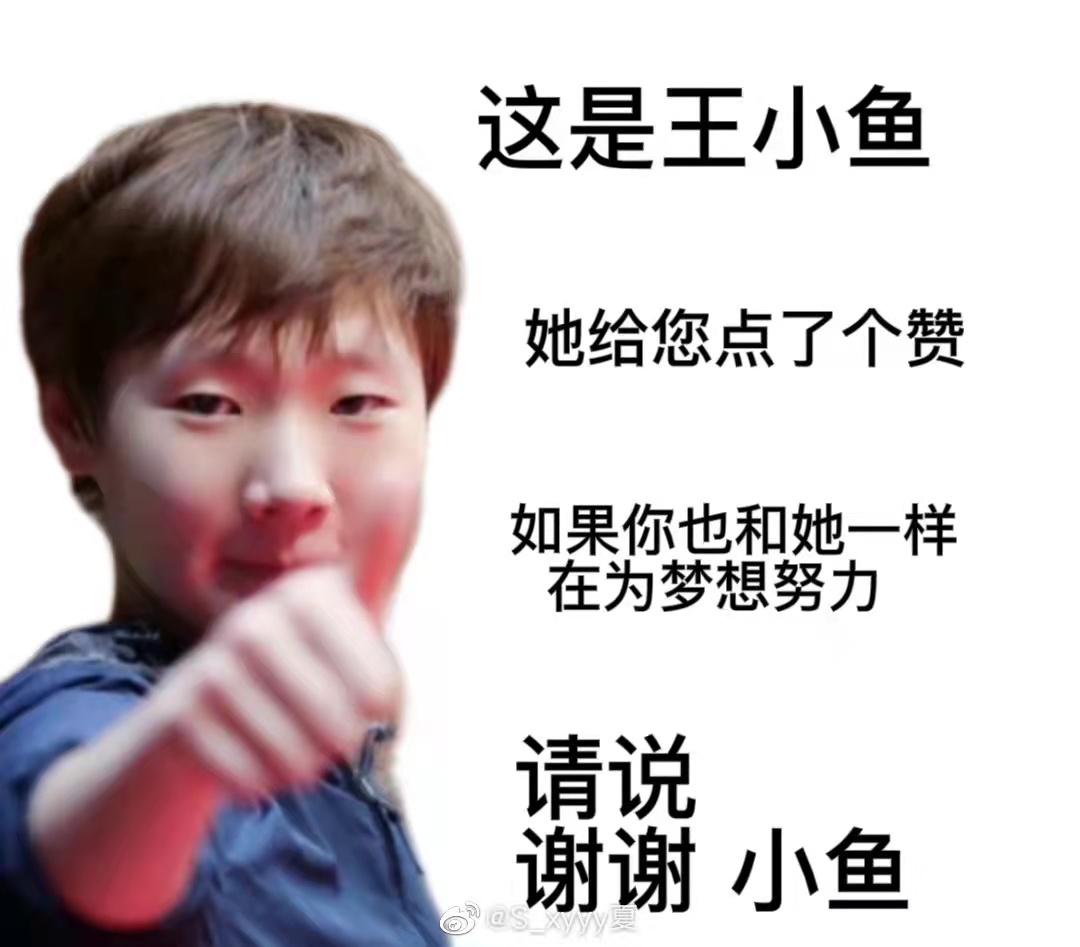 这是王小鱼
她给您点了个赞
如果你也和她一样
在为梦想努力
请说
谢谢 小鱼
@S_xyyy夏